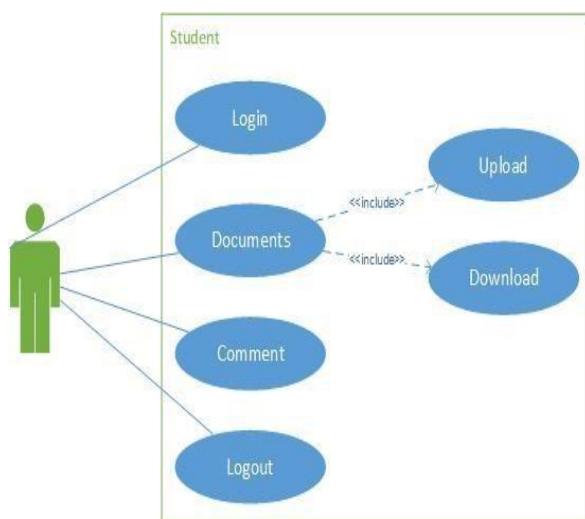 Student
Login
Upload
<<include>>
Documents
<<include>>
Download
Comment
Logout